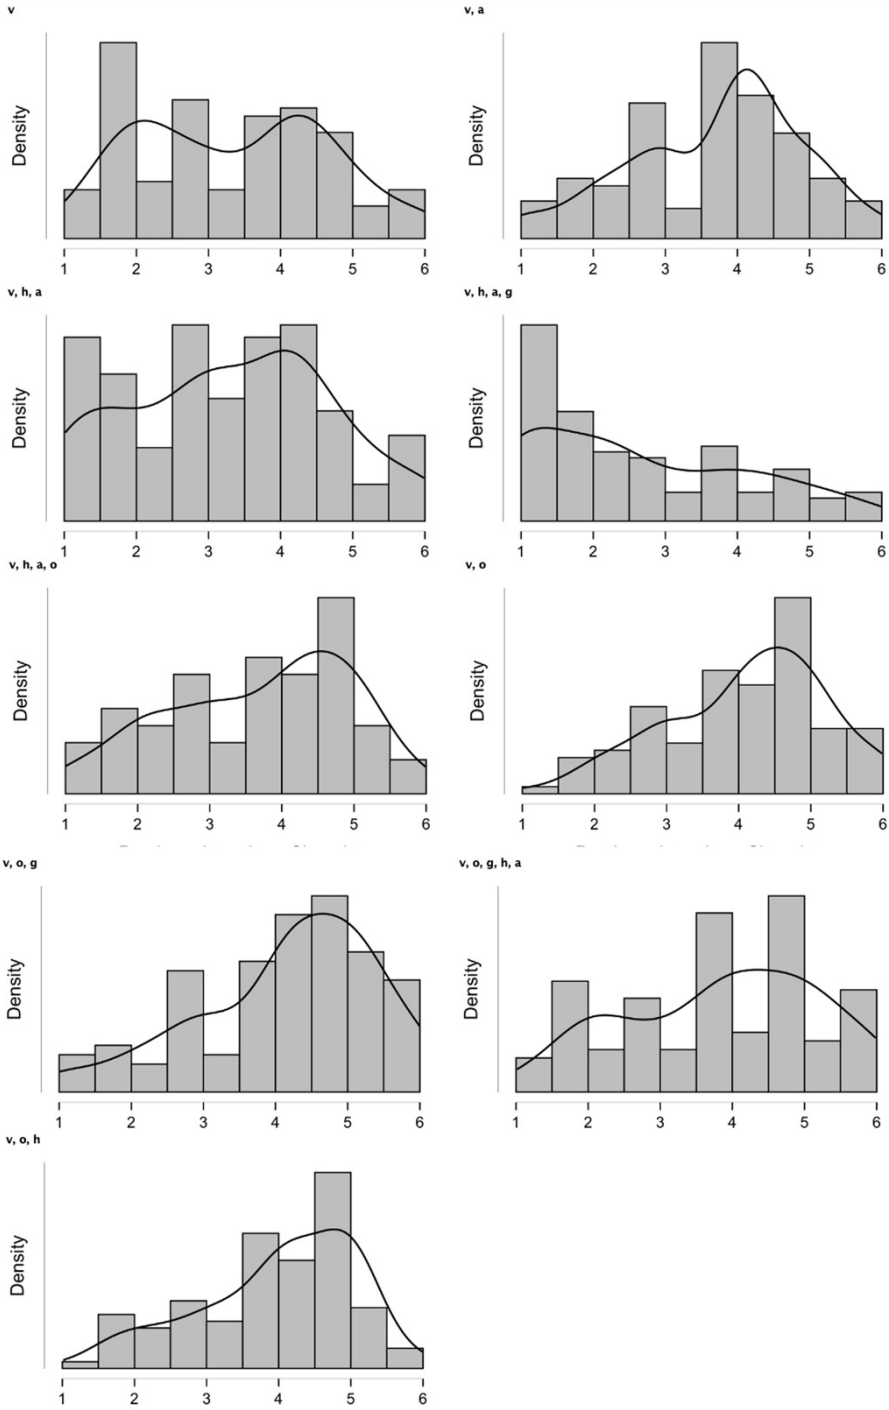 v
v, a
Density
Density
1 2 3 4 5 6
1 2 3 4 5 6
v, h, a
v, h, a, g
Density
Density
1 2 3 4 5 6
1 2 3 4 5 6
v, h, a, o
v, o
Density
Density
1 2 3 4 5 6
1 2 3 4 5 6
v, o, g
v, o, g, h, a
Density
Density
1 2 3 4 5 6
1 2 3 4 5 6
v, o, h
Density
1 2 3 4 5 6